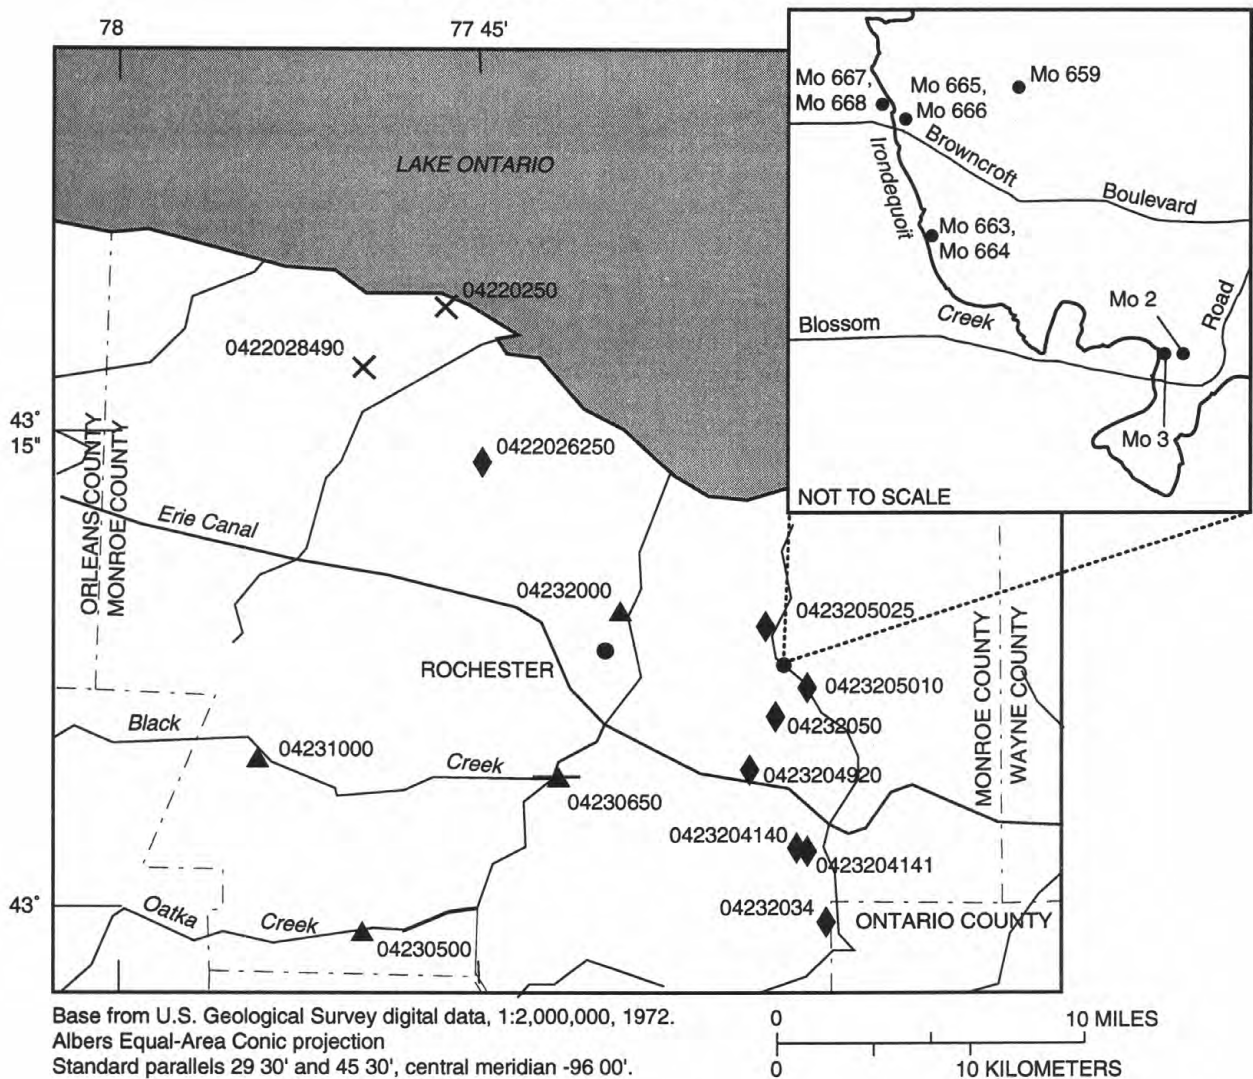 78
77 45'
Mo 667,
Mo 668
Mo 665,
Mo 666
Mo 659
Browncroft
Boulevard
Irondequoit
Mo 663,
Mo 664
Mo 2
Road
Creek
Blossom
Mo 3
NOT TO SCALE
LAKE ONTARIO
04220250
0422028490
43°
15"
0422026250
ORLEANS COUNTY
MONROE COUNTY
Erie Canal
04232000
0423205025
ROCHESTER
MONROE COUNTY
WAYNE COUNTY
0423205010
04232050
Black
04231000
Creek
0423204920
04230650
0423204140
0423204141
43°
Oatka
Creek
04230500
04232034
ONTARIO COUNTY
Base from U.S. Geological Survey digital data, 1:2,000,000, 1972.
Albers Equal-Area Conic projection
Standard parallels 29 30' and 45 30', central meridian -96 00'.
0
10 MILES
0
10 KILOMETERS